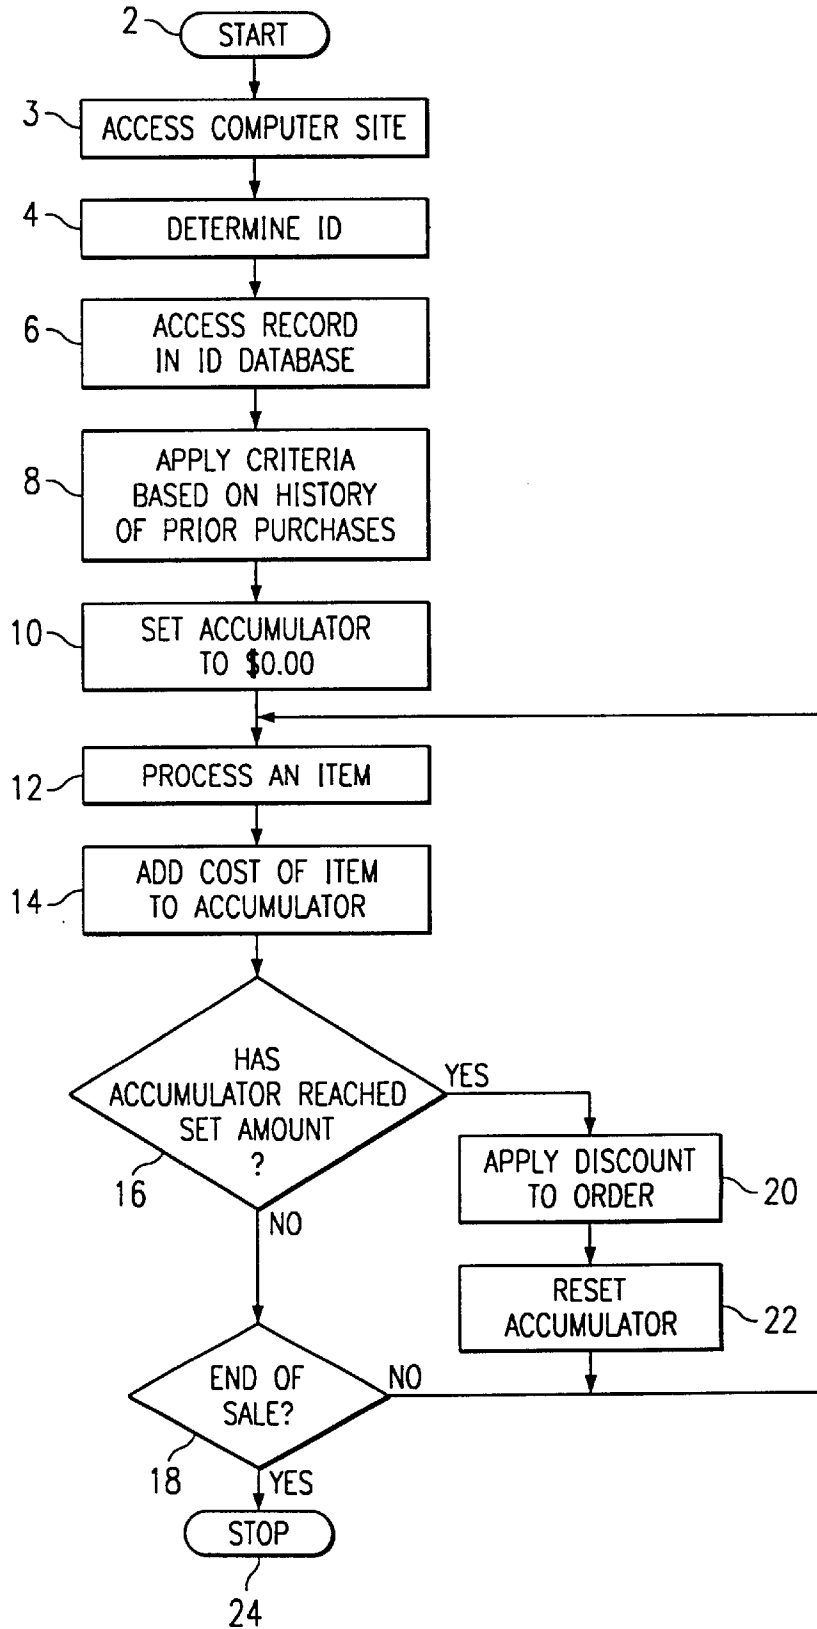 2
START
3
ACCESS COMPUTER SITE
4
DETERMINE ID
6
ACCESS RECORD
IN ID DATABASE
8
APPLY CRITERIA
BASED ON HISTORY
OF PRIOR PURCHASES
10
SET ACCUMULATOR
TO $0.00
12
PROCESS AN ITEM
14
ADD COST OF ITEM
TO ACCUMULATOR
HAS
ACCUMULATOR REACHED
SET AMOUNT
?
16
YES
NO
APPLY DISCOUNT
TO ORDER
20
RESET
ACCUMULATOR
22
END OF
SALE?
18
NO
YES
STOP
24